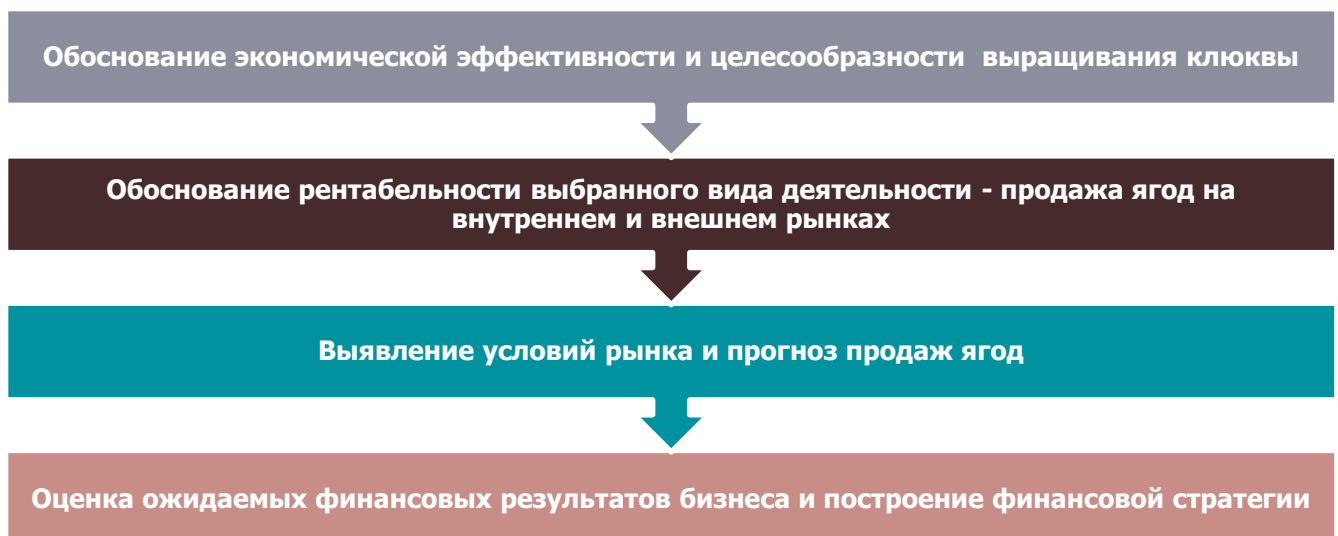 Обоснование экономической эффективности и целесообразности  выращивания клюквы
Обоснование рентабельности выбранного вида деятельности - продажа ягод на
внутреннем и внешнем рынках
Выявление условий рынка и прогноз продаж ягод
Оценка ожидаемых финансовых результатов бизнеса и построение финансовой стратегии